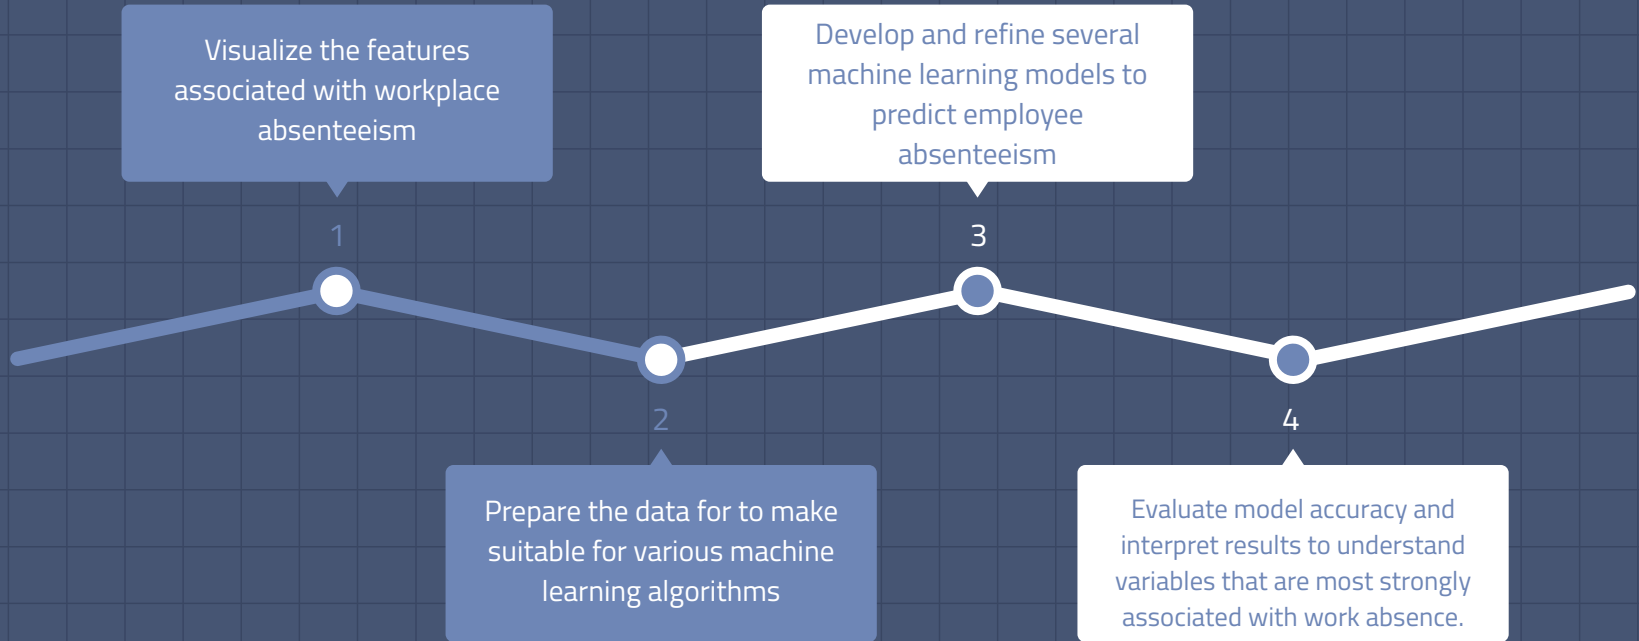 Visualize the features
associated with workplace
absenteeism
1
2
Prepare the data for to make
suitable for various machine
learning algorithms
Develop and refine several
machine learning models to
predict employee
absenteeism
3
4
Evaluate model accuracy and
interpret results to understand
variables that are most strongly
associated with work absence.